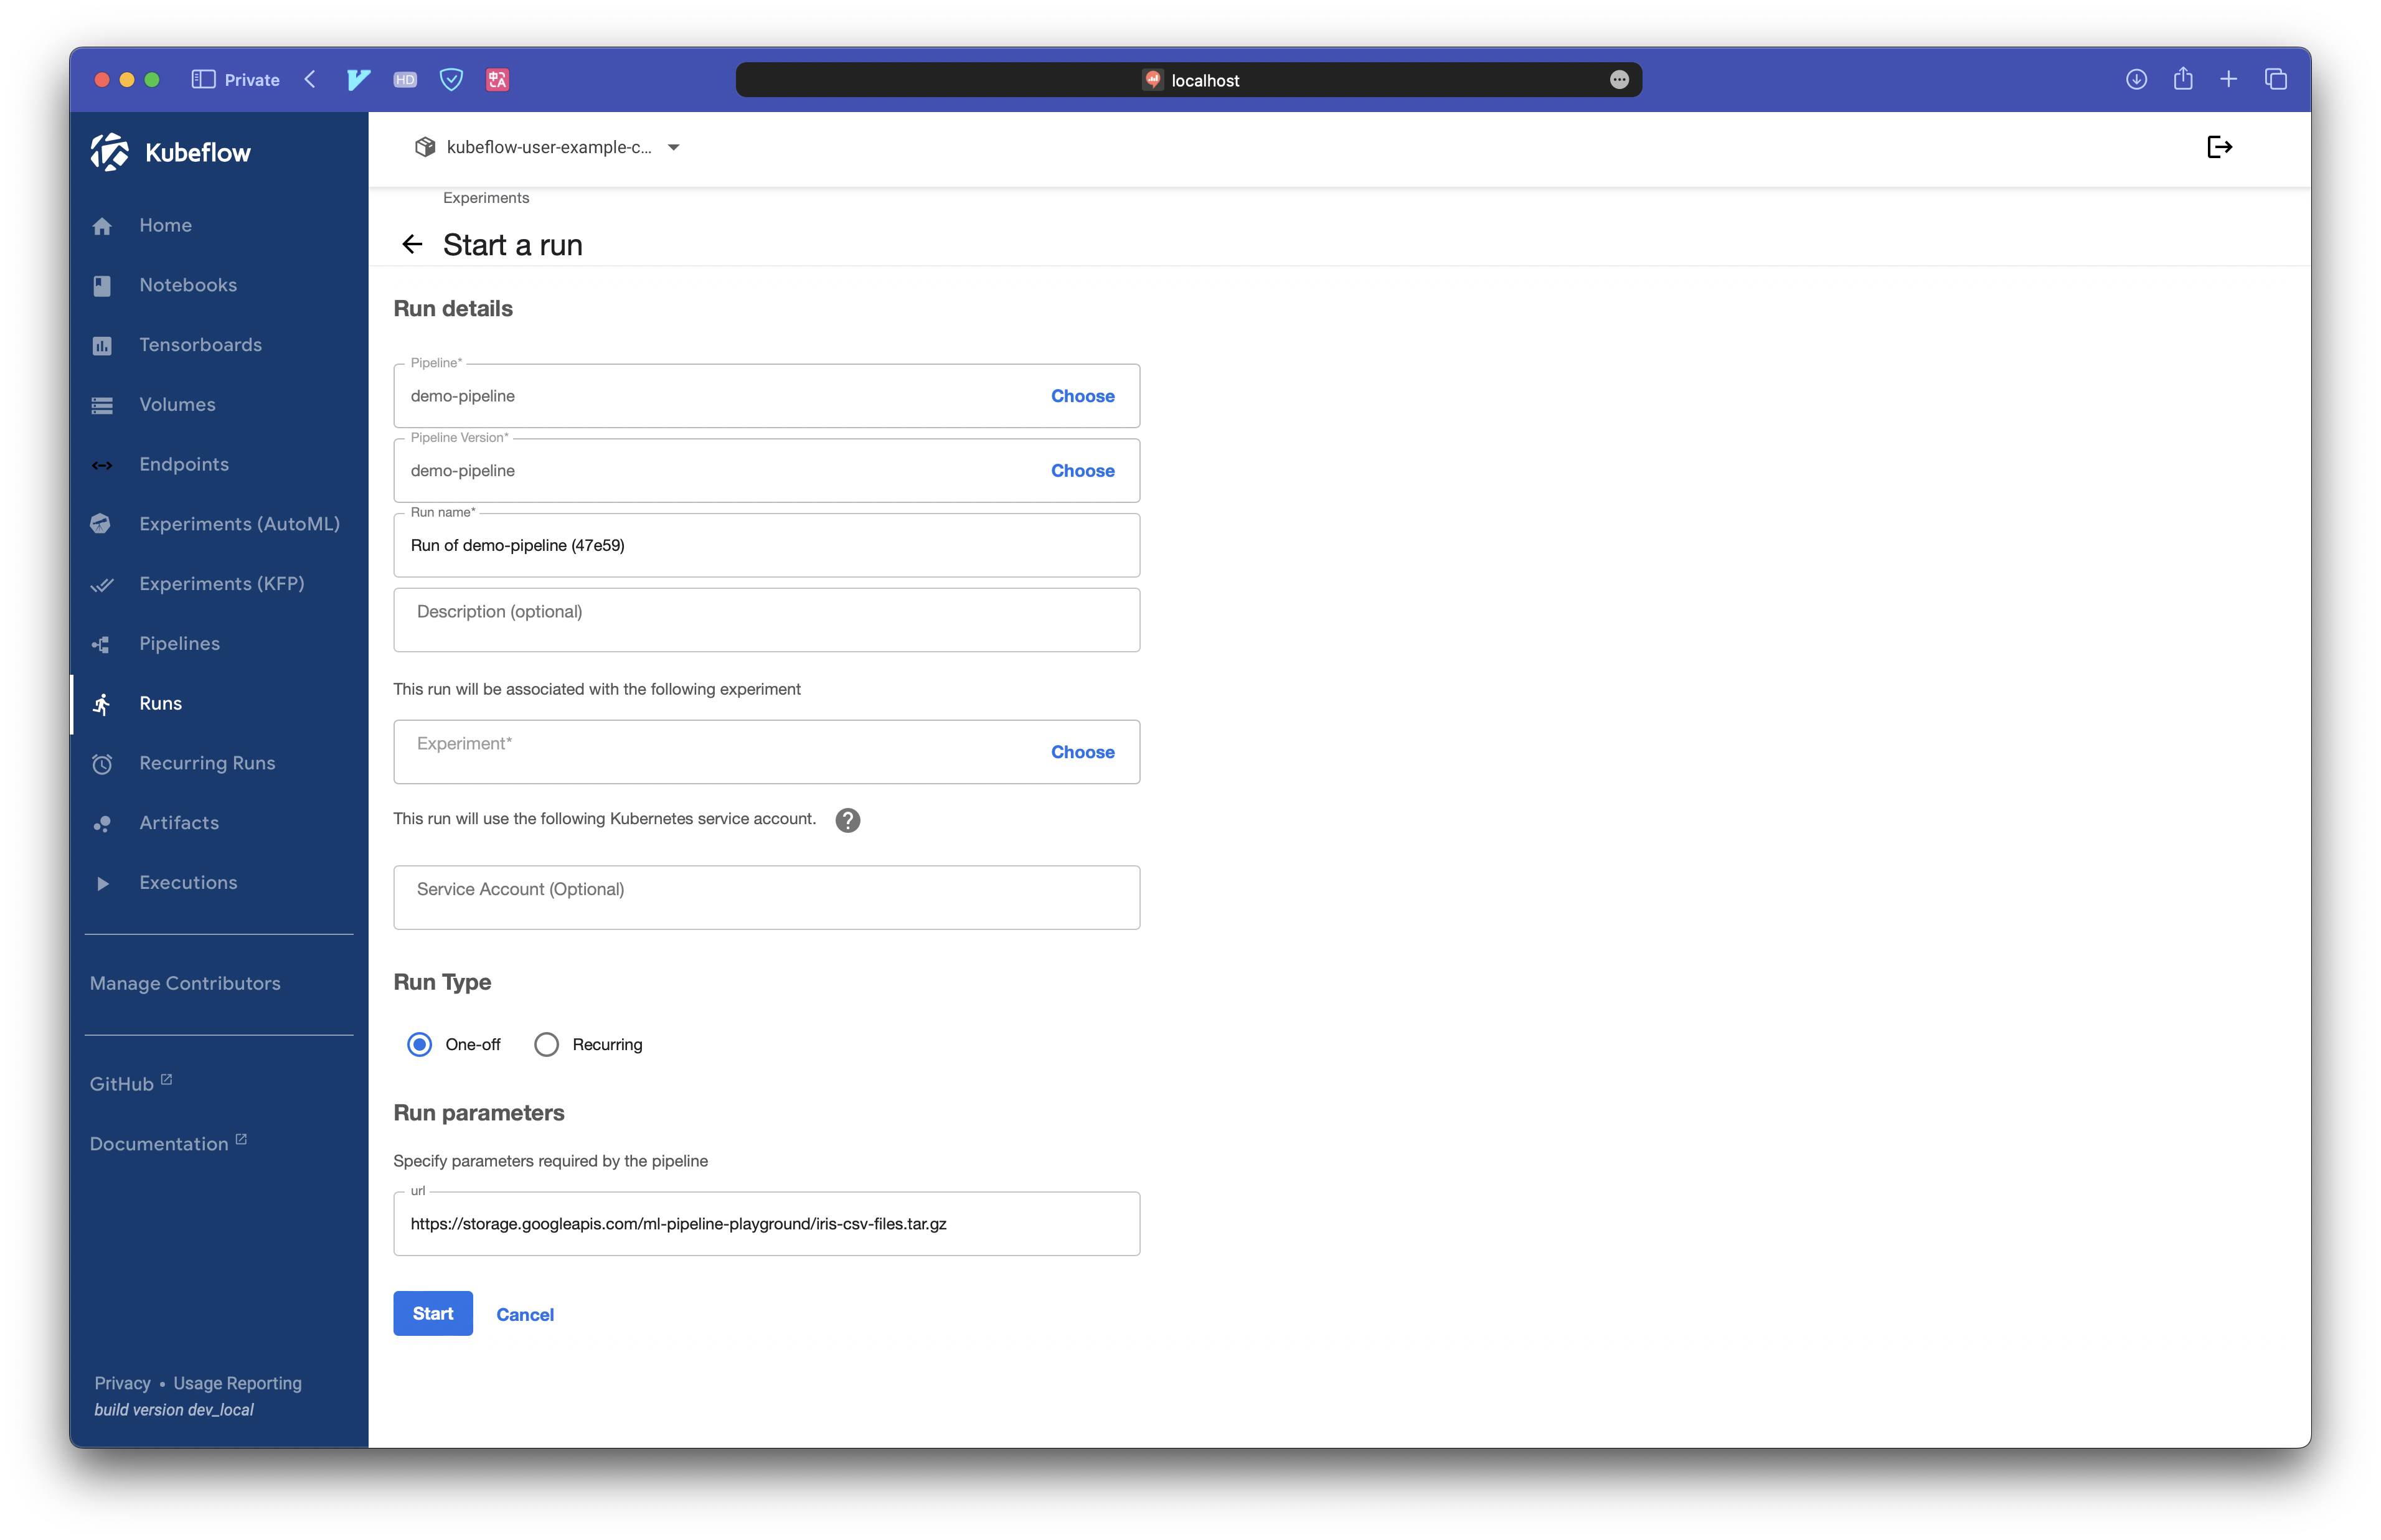 Private
HD
localhost
Kubeflow
kubeflow-user-example-c...
Home
Notebooks
Tensorboards
Volumes
Endpoints
Experiments (AutoML)
Experiments (KFP)
Pipelines
Runs
Recurring Runs
Artifacts
Executions
Manage Contributors
GitHub
Documentation
Privacy • Usage Reporting
build version dev_local
Experiments
Start a run
Run details
Pipeline*
demo-pipeline
Choose
Pipeline Version*
demo-pipeline
Choose
Run name*
Run of demo-pipeline (47e59)
Description (optional)
This run will be associated with the following experiment
Experiment*
Choose
This run will use the following Kubernetes service account.
?
Service Account (Optional)
Run Type
One-off
Recurring
Run parameters
Specify parameters required by the pipeline
url
https://storage.googleapis.com/ml-pipeline-playground/iris-csv-files.tar.gz
Start
Cancel